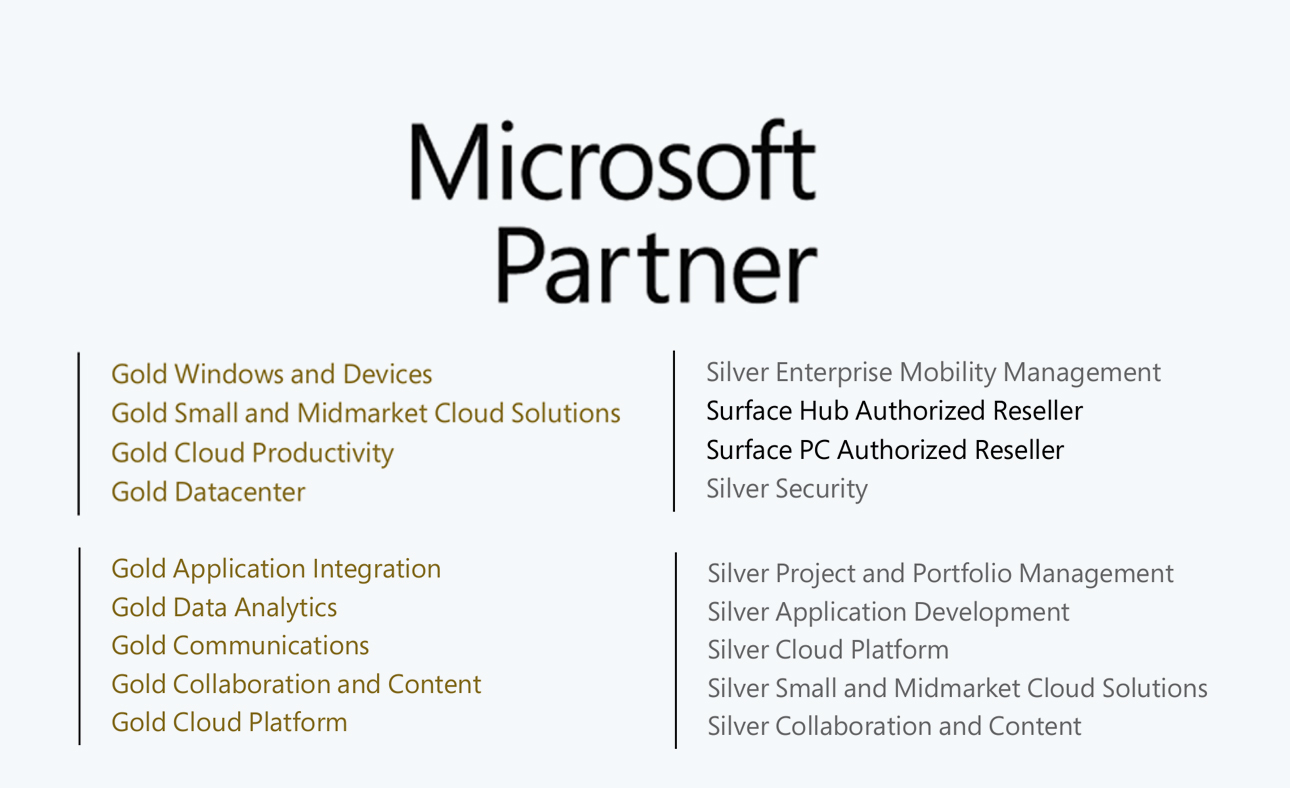 Microsoft
Partner
Gold Windows and Devices
Gold Small and Midmarket Cloud Solutions
Gold Cloud Productivity
Gold Datacenter
Silver Enterprise Mobility Management
Surface Hub Authorized Reseller
Surface PC Authorized Reseller
Silver Security
Gold Application Integration
Gold Data Analytics
Gold Communications
Gold Collaboration and Content
Gold Cloud Platform
Silver Project and Portfolio Management
Silver Application Development
Silver Cloud Platform
Silver Small and Midmarket Cloud Solutions
Silver Collaboration and Content